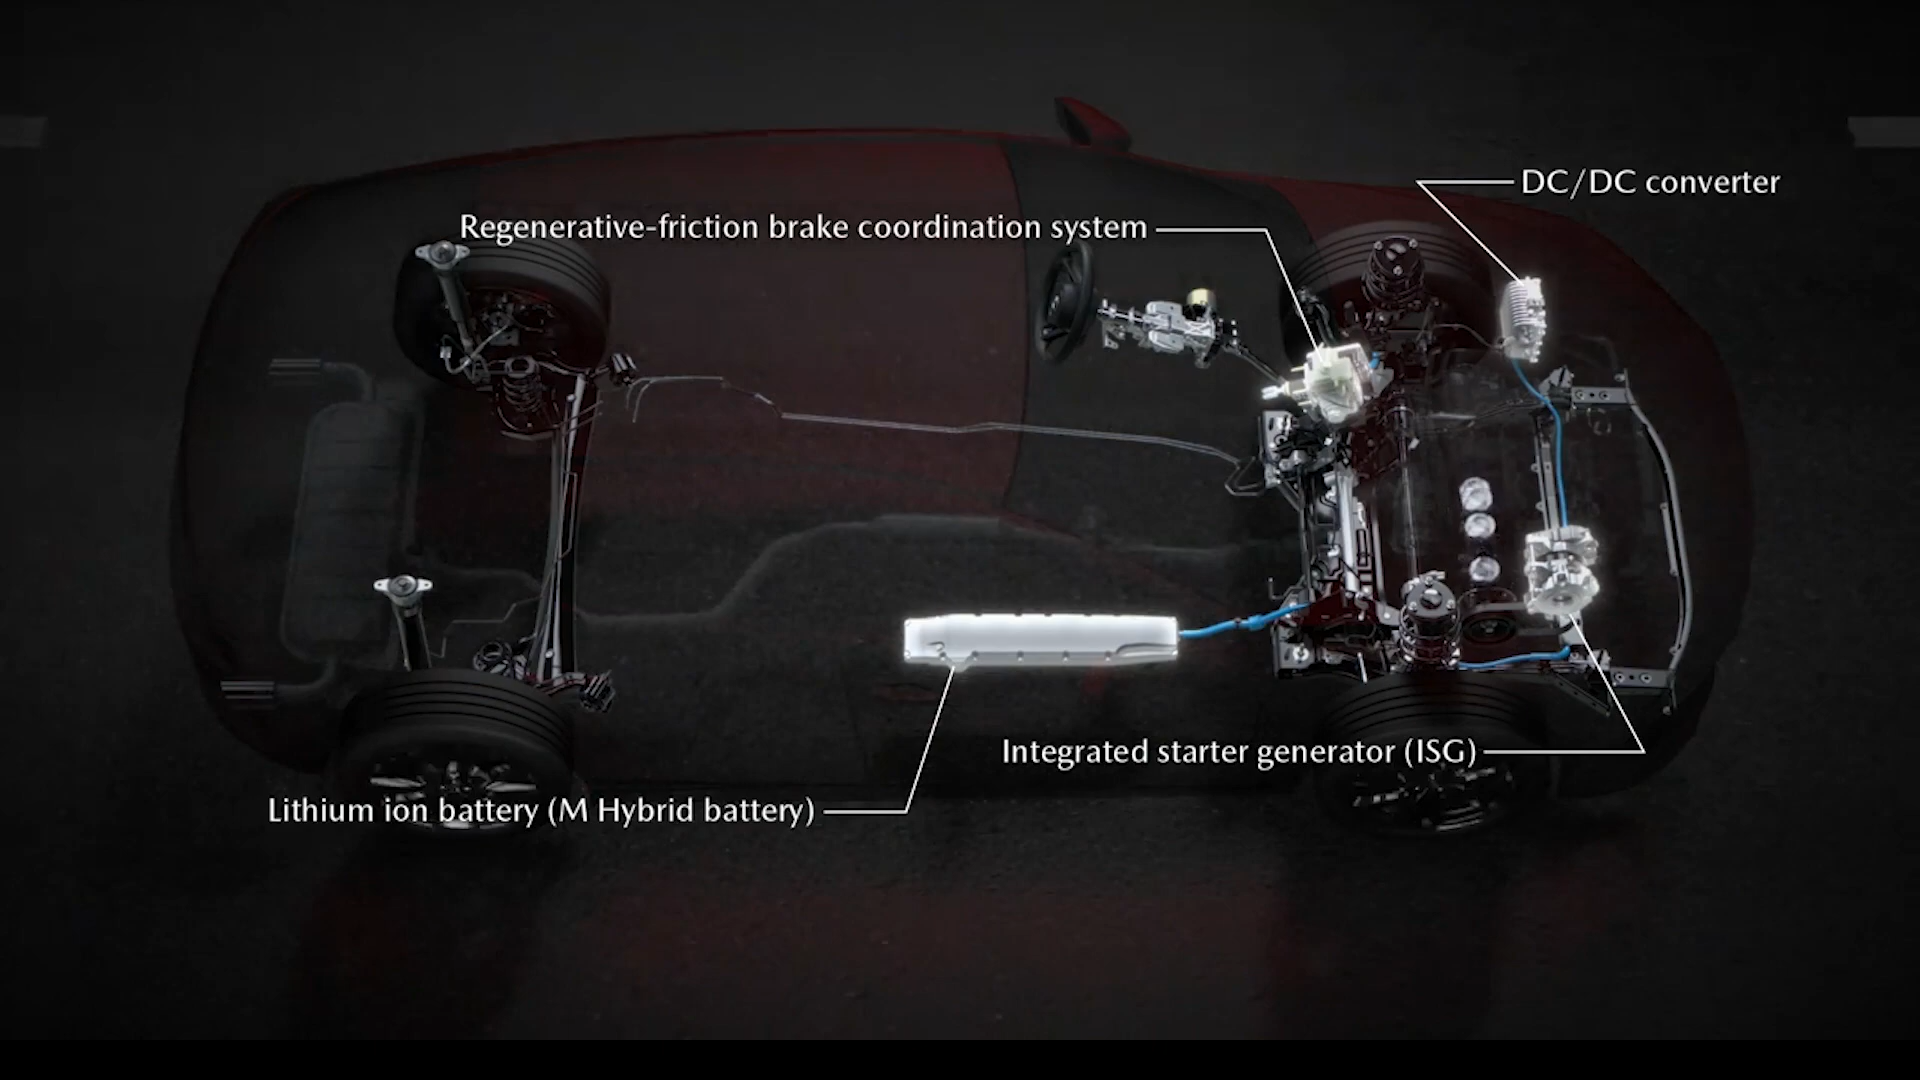 DC/DC converter
Regenerative-friction brake coordination system
Integrated starter generator (ISG)
Lithium ion battery (M Hybrid battery)